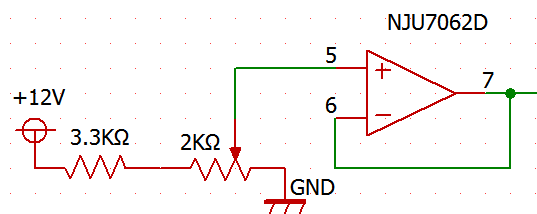 NJU7062D
5
7
6
+12V
3.3KΩ
2KΩ
GND